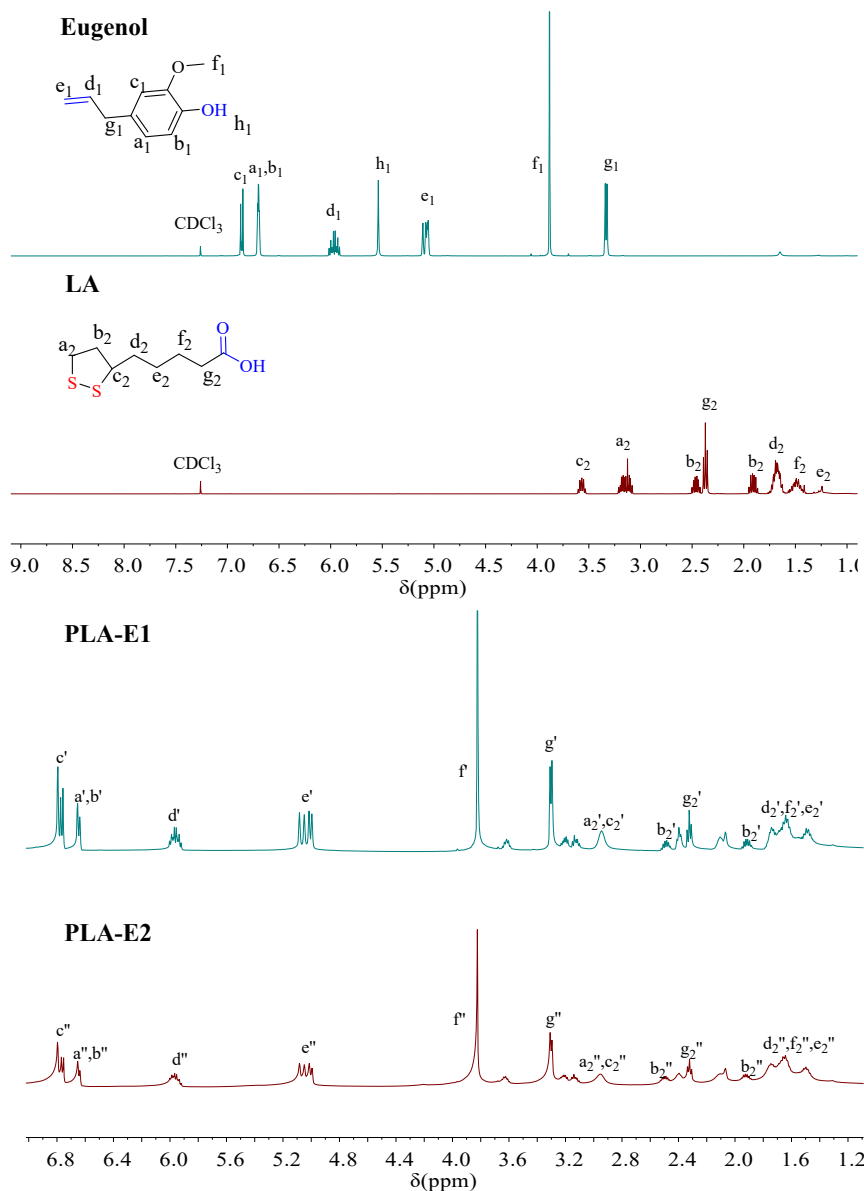 Eugenol
f₁
c₁
O
e₁
d₁
OH
h₁
g₁
a₁
b₁
CDCl₃
c₁
a₁,b₁
d₁
h₁
e₁
f₁
g₁
LA
b₂
a₂
d₂
f₂
O
c₂
e₂
g₂
OH
S
S
CDCl₃
c₂
a₂
b₂
g₂
b₂
d₂
f₂
e₂
9.0 8.5 8.0 7.5 7.0 6.5 6.0 5.5 5.0 4.5 4.0 3.5 3.0 2.5 2.0 1.5 1.0
δ(ppm)
PLA-E1
c'
a',b'
d'
e'
f'
g'
a₂',c₂'
b₂'
g₂'
b₂'
d₂',f₂',e₂'
PLA-E2
c''
a'',b''
d''
e''
f''
g''
a₂'',c₂''
b₂''
g₂''
b₂''
d₂'',f₂'',e₂''
6.8 6.4 6.0 5.6 5.2 4.8 4.4 4.0 3.6 3.2 2.8 2.4 2.0 1.6 1.2
δ(ppm)